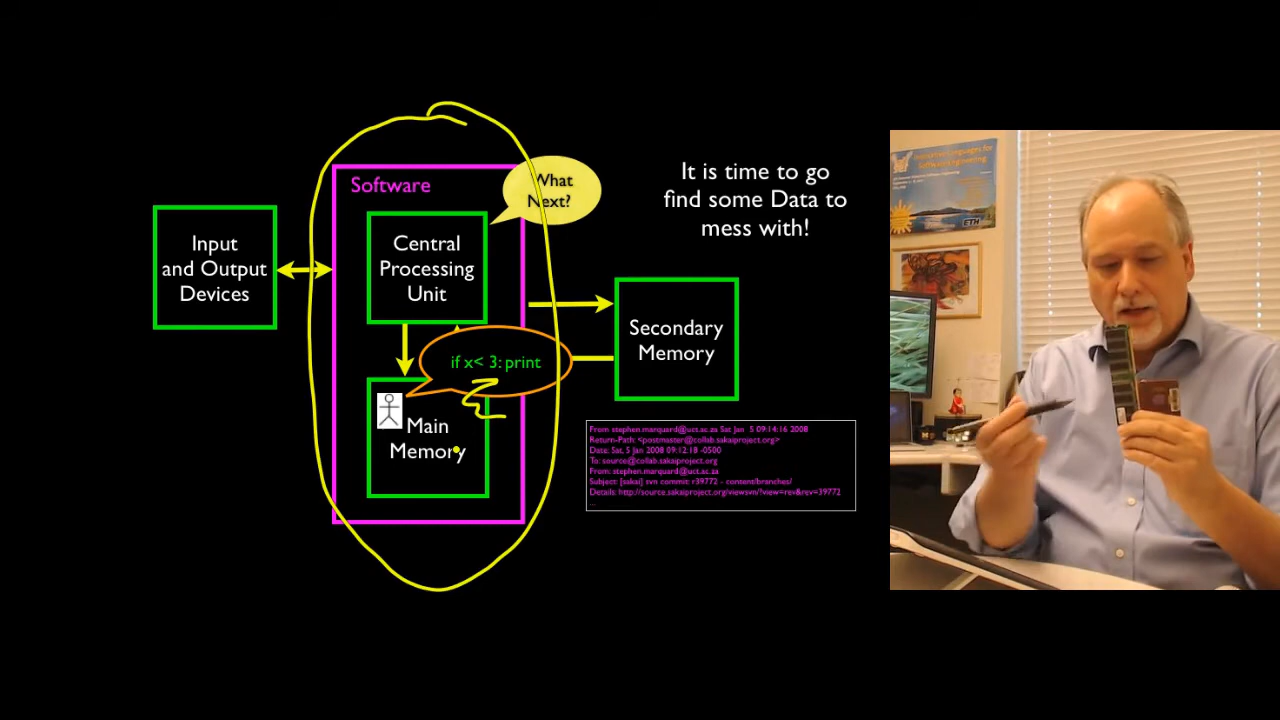 Software
What
Next?
Input
and Output
Devices
Central
Processing
Unit
if x< 3: print
Main
Memory
It is time to go
find some Data to
mess with!
Secondary
Memory
From stephen.marquard@uct.ac.za Sat Jan 5 09:14:16 2008
Return-Path: <postmaster@collab.sakaiproject.org>
Date: Sat, 5 Jan 2008 09:12:18 -0500
To: source@collab.sakaiproject.org
From: stephen.marquard@uct.ac.za
Subject: [sakai] svn commit: r39772 - content/branches/
Details: http://source.sakaiproject.org/viewsvn/?view=rev&rev=39772
...
Software Engineering
ETH